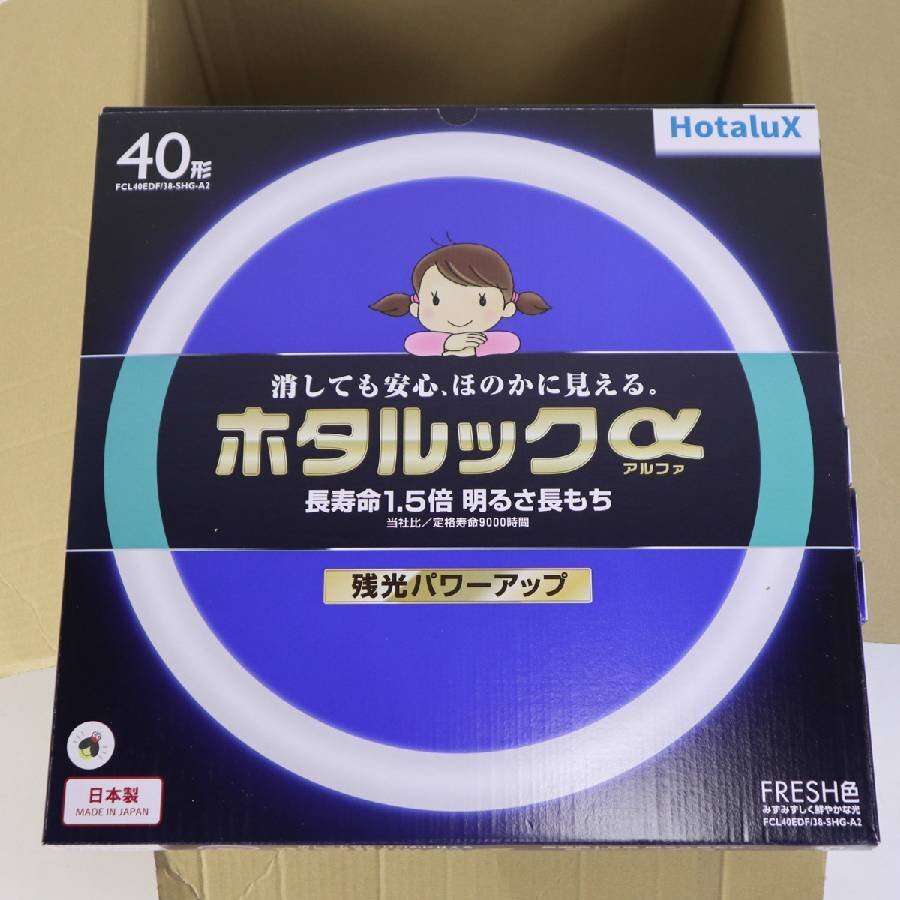 HotaluX
40形
FCL40EDF/38-SHG-A2
消しても安心、ほのかに見える。
ホタルックα
アルファ
長寿命1.5倍 明るさ長もち
当社比/定格寿命9000時間
残光パワーアップ
日本製
MADE IN JAPAN
FRESH色
みずみずしく鮮やかな光
FCL40EDF/38-SHG-A2